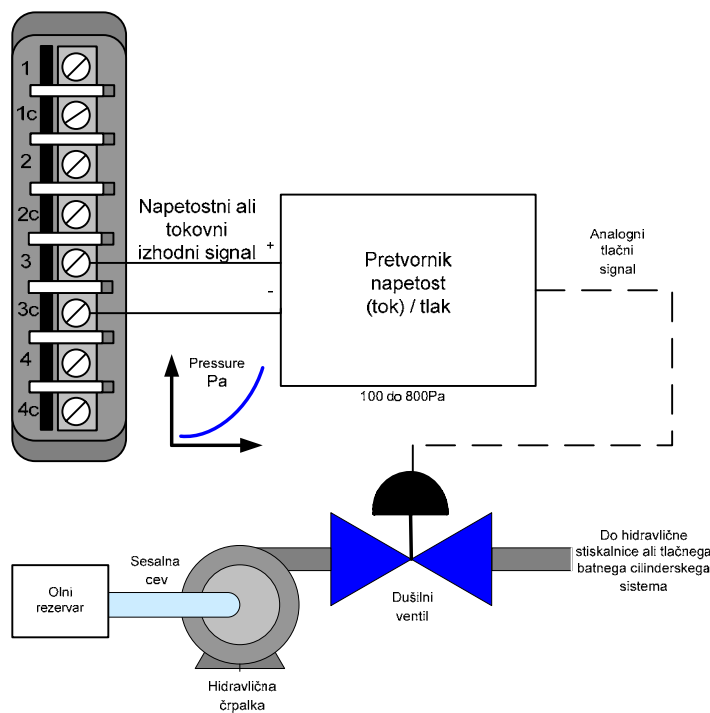 1
1c
2
2c
3
3c
4
4c
Napetostni ali
tokovni
izhodni signal
+
-
Pretvornik
napetost
(tok) / tlak
100 do 800Pa
Analogni
tlačni
signal
Pressure
Pa
Olni
rezervar
Sesalna
cev
Hidravlična
črpalka
Dušilni
ventil
Do hidravlične
stiskalnice ali tlačnega
batnega cilinderskega
sistema